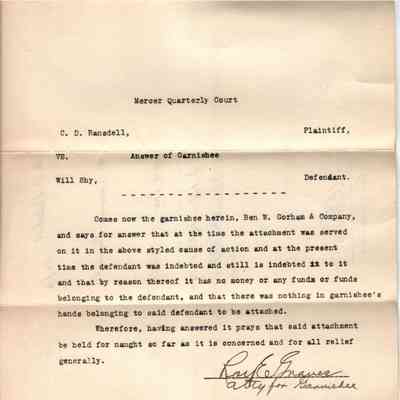 Mercer Quarterly Court
C. D. Ransdell, Plaintiff,
VS. Answer of Garnishee
Will Shy, Defendant.
- - - - - - - - - - - - - - - - - -
Comes now the garnishee herein, Ben W. Gorham & Company,
and says for answer that at the time the attachment was served
on it in the above styled cause of action and at the present
time the defendant was indebted and still is indebted ix to it
and that by reason thereof it has no money or any funds or funds
belonging to the defendant, and that there was nothing in garnishee's
hands belonging to said defendant to be attached.
Wherefore, having answered it prays that said attachment
be held for naught so far as it is concerned and for all relief
generally.
Graves
Atty for Garnishee